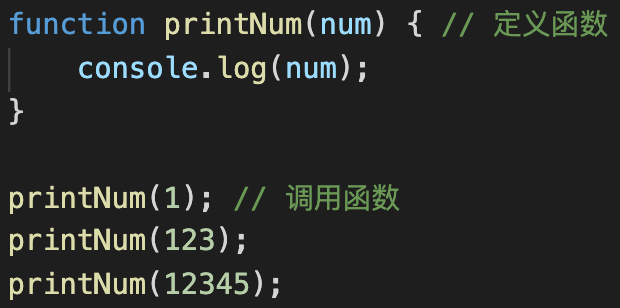 function printNum(num) { // 定义函数
    console.log(num);
}
printNum(1); // 调用函数
printNum(123);
printNum(12345);